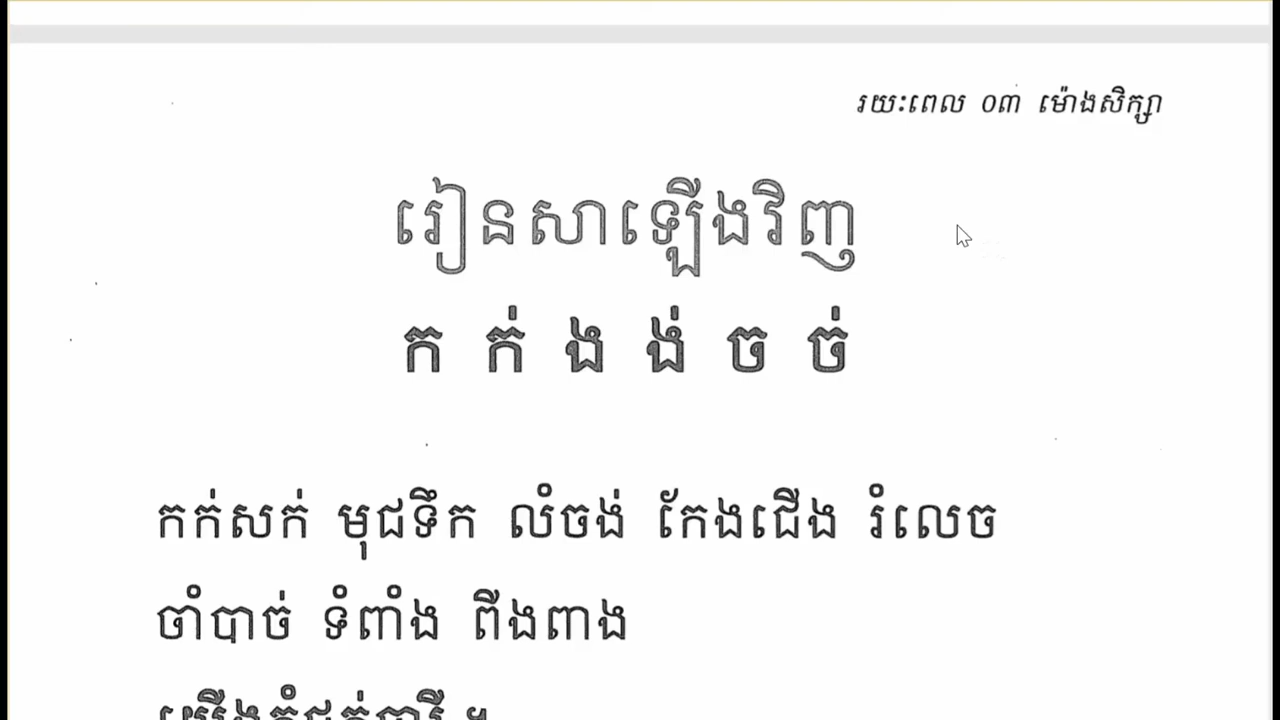 រយៈពេល ០៣ ម៉ោងសិក្សា
រៀនសាឡើងវិញ
ក ក់ ង ង់ ច ច់
កក់សក់ មុជទឹក លំចង់ កែងជើង រំលេច
ចាំបាច់ ទំពាំង ពីងពាង